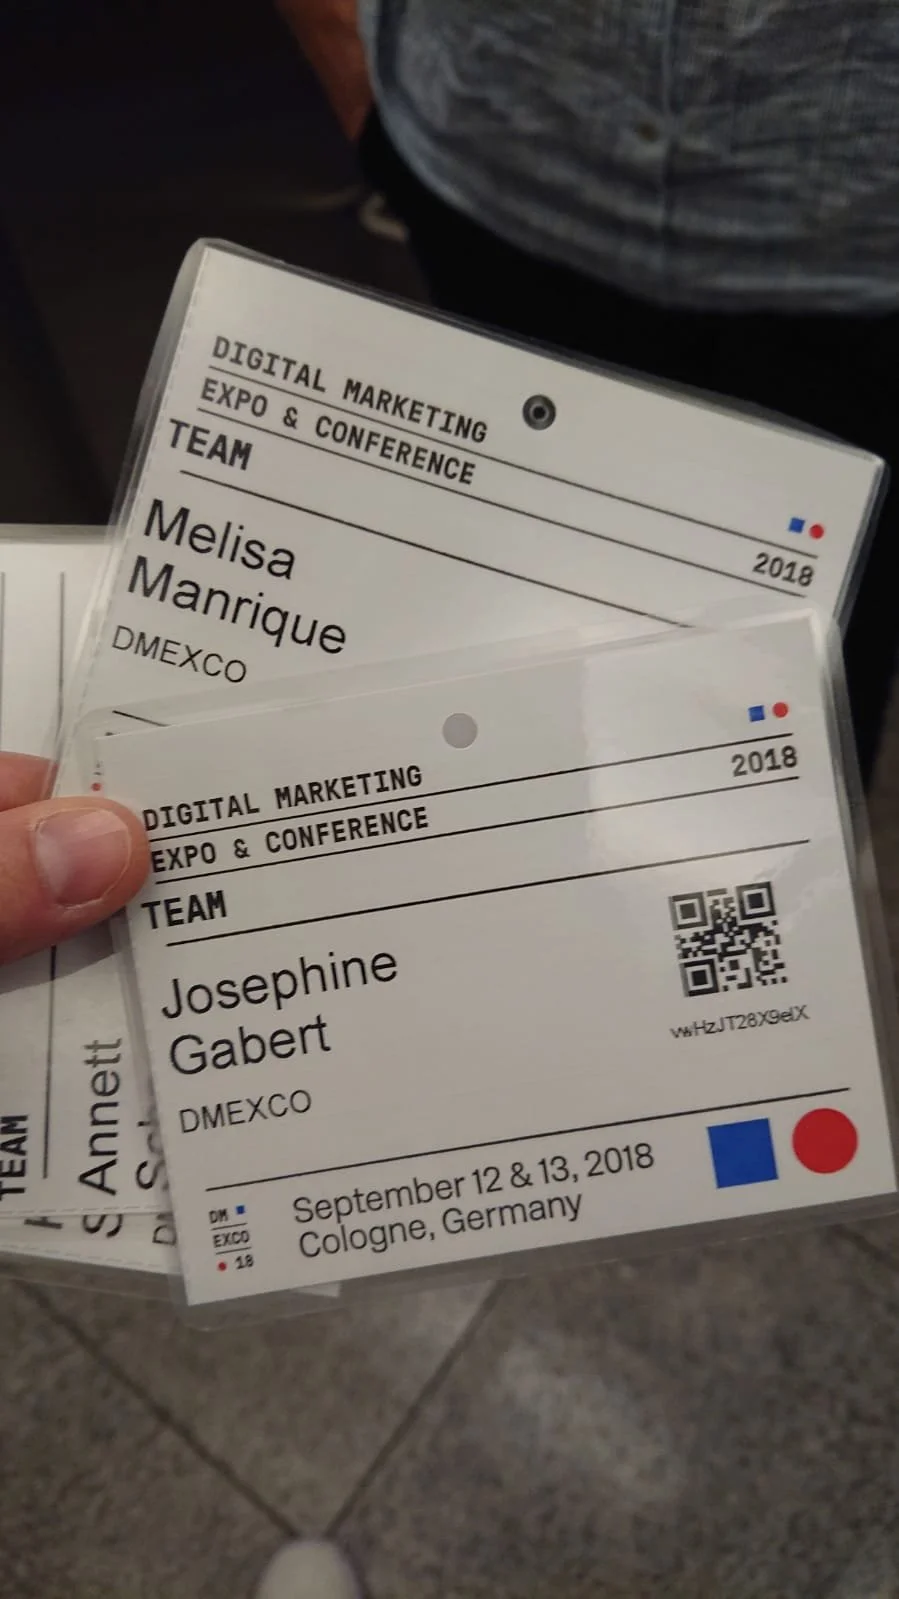 DIGITAL MARKETING
EXPO & CONFERENCE
2018
TEAM
Melisa
Manrique
DMEXCO
DIGITAL MARKETING
2018
EXPO & CONFERENCE
TEAM
Josephine
Gabert
vwHzJT28X9elX
DMEXCO
September 12 & 13, 2018
Cologne, Germany
DM
EXCO
18
TEAM
Annett